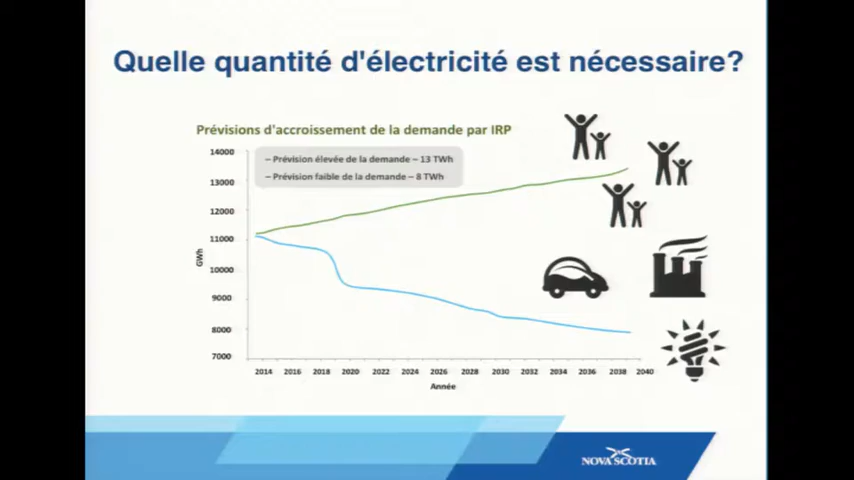 Quelle quantité d'électricité est nécessaire?
Prévisions d'accroissement de la demande par IRP
– Prévision élevée de la demande – 13 TWh
– Prévision faible de la demande – 8 TWh
14000
13000
12000
11000
10000
9000
8000
7000
GWh
2014 2016 2018 2020 2022 2024 2026 2028 2030 2032 2034 2036 2038 2040
Année
NOVA SCOTIA